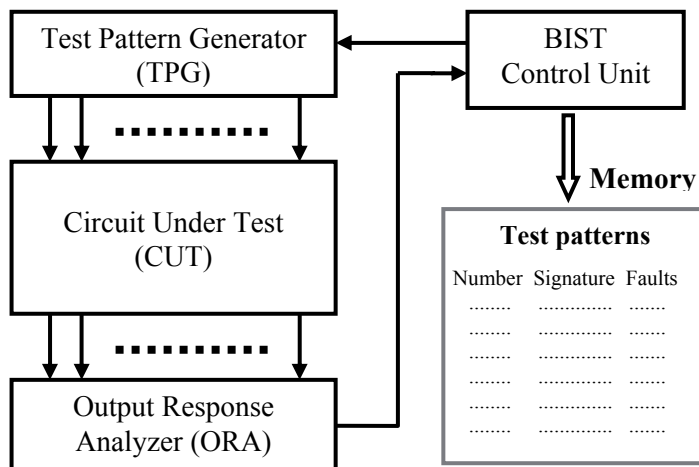 Test Pattern Generator
(TPG)
BIST
Control Unit
Circuit Under Test
(CUT)
Memory
Test patterns
Number Signature Faults
....... ............. ......
....... ............. ......
....... ............. ......
....... ............. ......
....... ............. ......
....... ............. ......
Output Response
Analyzer (ORA)